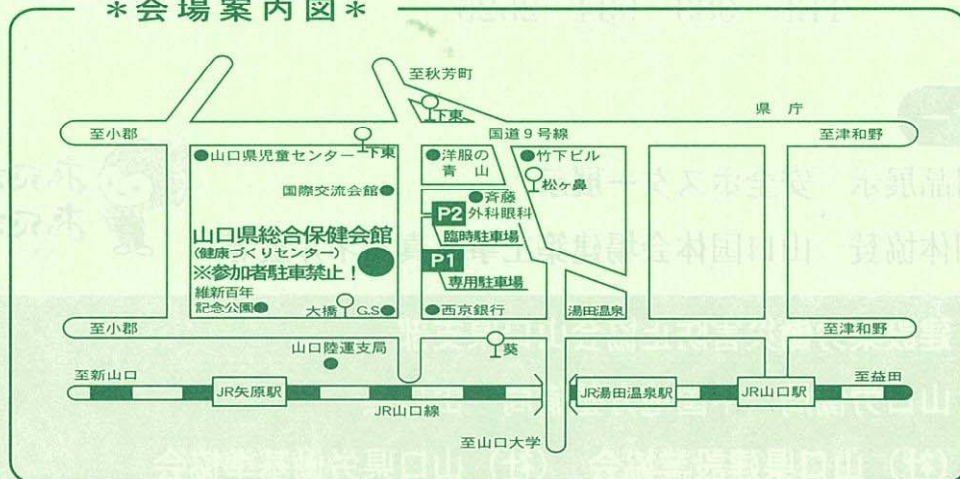 ＊会場案内図＊
至秋芳町
下東
県庁
至小郡
国道9号線
至津和野
山口県児童センター
下東
洋服の
青山
竹下ビル
松ヶ鼻
国際交流会館
斉藤
外科眼科
P2
臨時駐車場
山口県総合保健会館
(健康づくりセンター)
※参加者駐車禁止！
P1
専用駐車場
維新百年
記念公園
大橋
G.S
西京銀行
湯田温泉
至小郡
至津和野
山口陸運支局
葵
至新山口
至益田
JR矢原駅
JR湯田温泉駅
JR山口駅
JR山口線
至山口大学